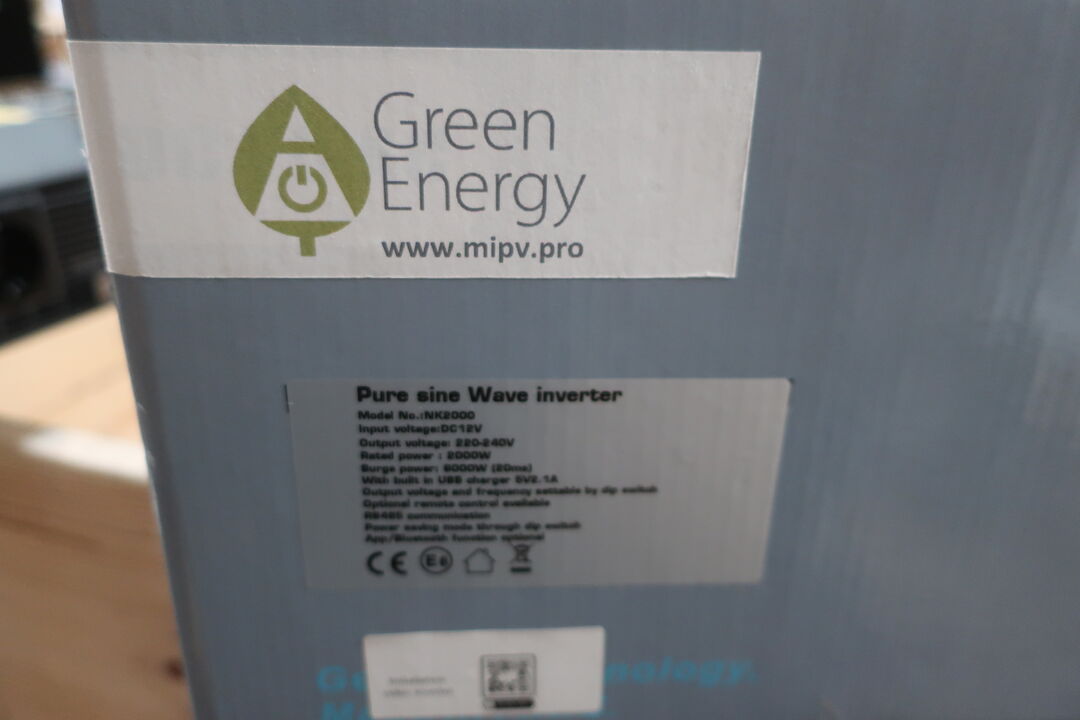 Green
Energy
www.mipv.pro
Pure sine Wave inverter
Model No.:NK2000
Input voltage:DC12V
Output voltage: 220-240V
Rated power : 2000W
Surge power: 6000W (20ms)
With built in USB charger 5V2.1A
Output voltage and frequency settable by dip switch
Optional remote control available
RS485 communication
Power saving mode through dip switch
App/Bluetooth function optional
CE
nology.